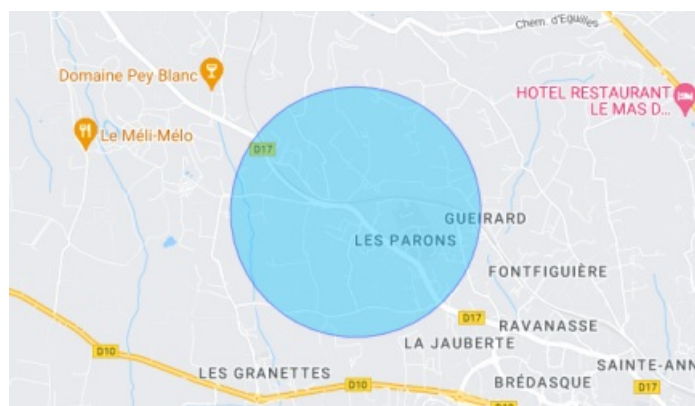 Chem. d'Eguilles
Domaine Pey Blanc
HOTEL RESTAURANT
LE MAS D...
Le Méli-Mélo
D17
GUEIRARD
LES PARONS
FONTFIGUIÈRE
D17
RAVANASSE
LA JAUBERTE
D10
SAINTE-ANN
LES GRANETTES
D10
BRÉDASQUE
D17